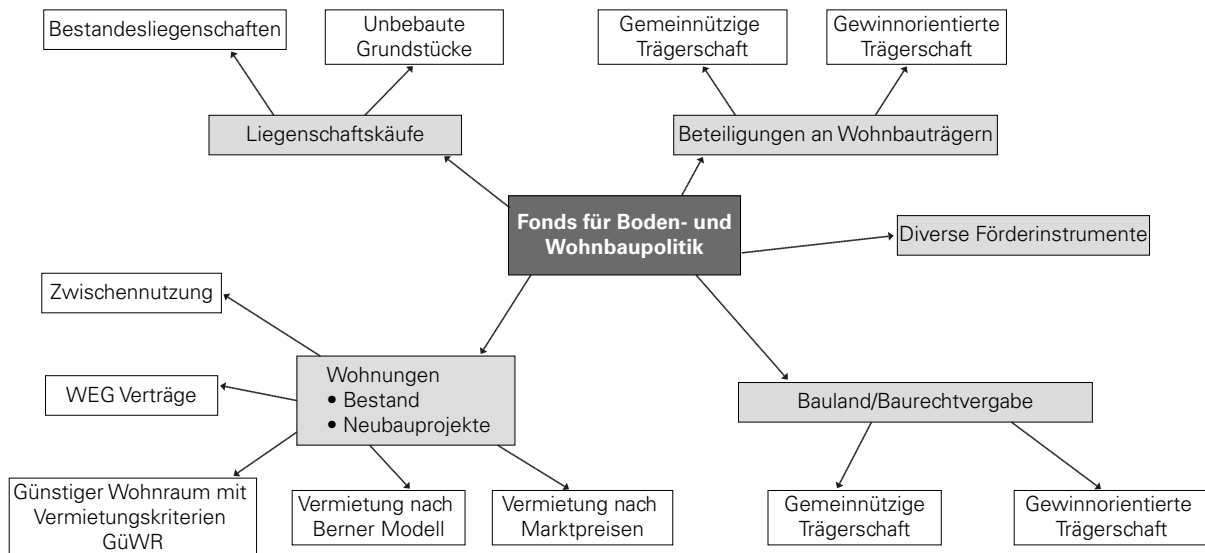 Bestandesliegenschaften
Unbebaute
Grundstücke
Gemeinnützige
Trägerschaft
Gewinnorientierte
Trägerschaft
Liegenschaftskäufe
Beteiligungen an Wohnbauträgern
Fonds für Boden- und
Wohnbaupolitik
Diverse Förderinstrumente
Zwischennutzung
WEG Verträge
Wohnungen
• Bestand
• Neubauprojekte
Bauland/Baurechtvergabe
Günstiger Wohnraum mit
Vermietungskriterien
GüWR
Vermietung nach
Berner Modell
Vermietung nach
Marktpreisen
Gemeinnützige
Trägerschaft
Gewinnorientierte
Trägerschaft